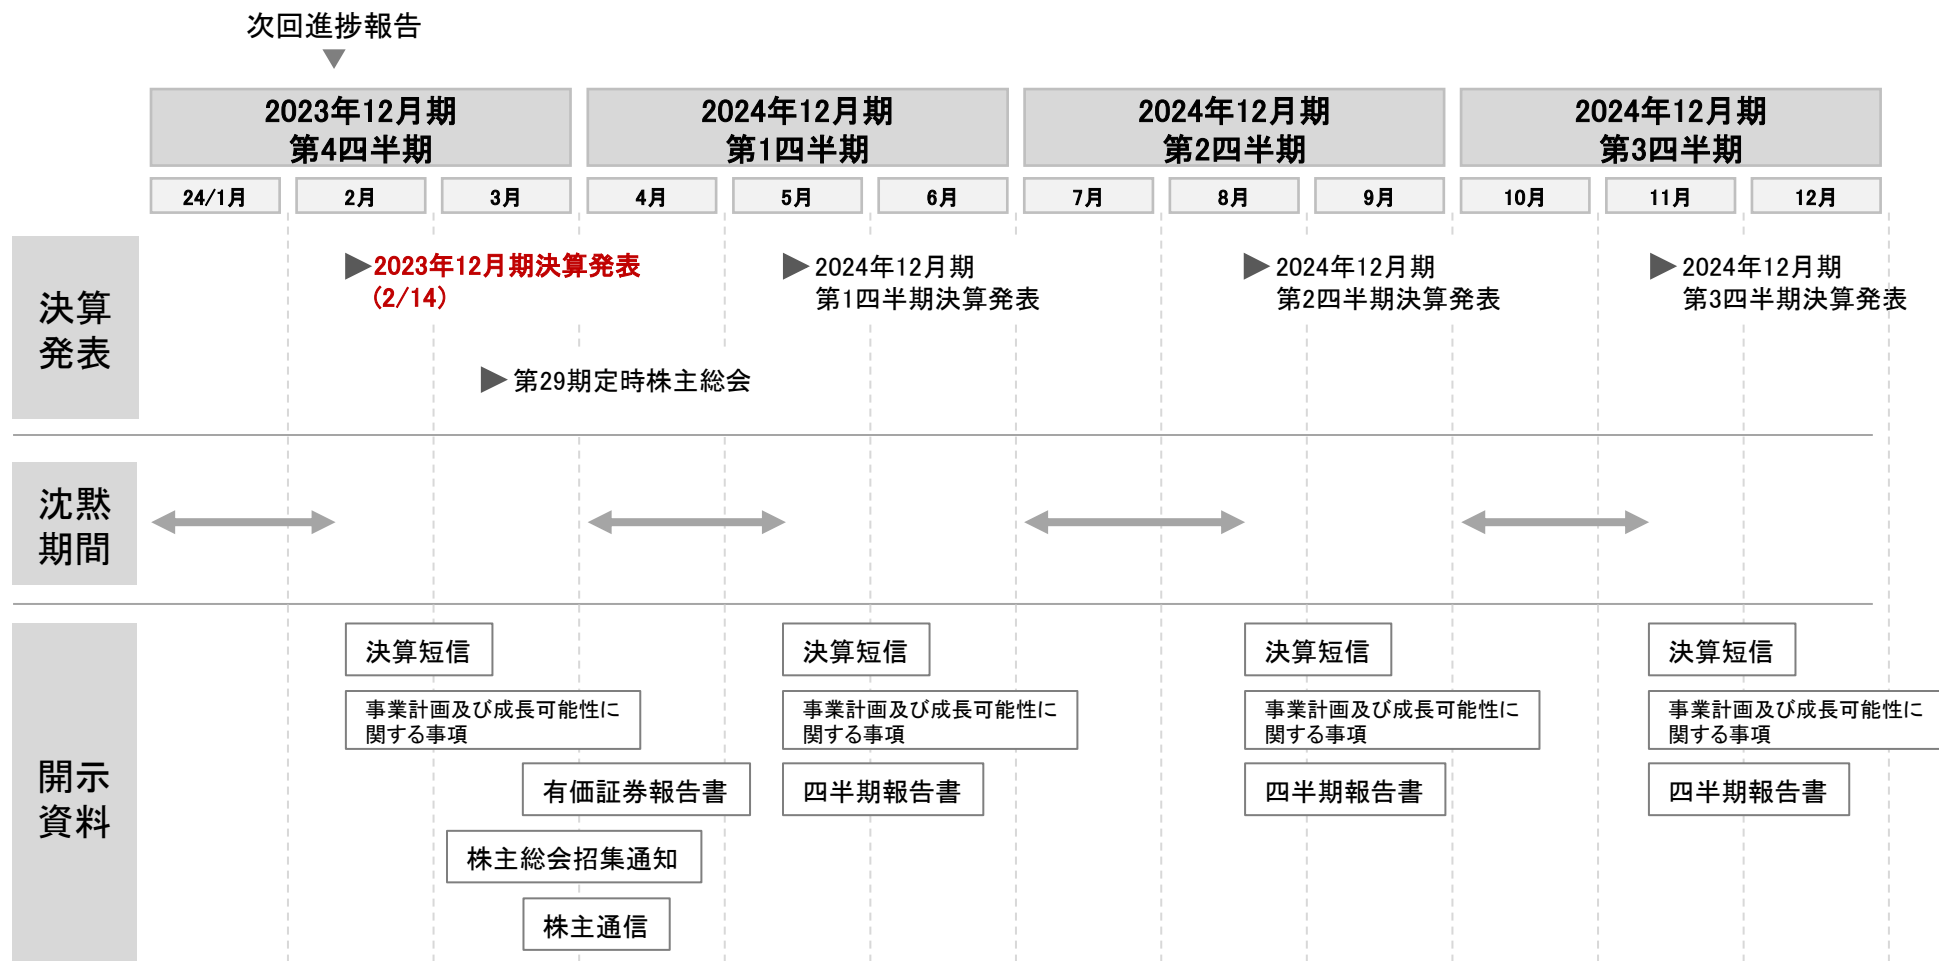 次回進捗報告
2023年12月期
第4四半期
2024年12月期
第1四半期
2024年12月期
第2四半期
2024年12月期
第3四半期
24/1月
2月
3月
4月
5月
6月
7月
8月
9月
10月
11月
12月
決算
発表
2023年12月期決算発表
(2/14)
2024年12月期
第1四半期決算発表
2024年12月期
第2四半期決算発表
2024年12月期
第3四半期決算発表
第29期定時株主総会
沈黙
期間
開示
資料
決算短信
決算短信
決算短信
決算短信
事業計画及び成長可能性に
関する事項
事業計画及び成長可能性に
関する事項
事業計画及び成長可能性に
関する事項
事業計画及び成長可能性に
関する事項
有価証券報告書
四半期報告書
四半期報告書
四半期報告書
株主総会招集通知
株主通信